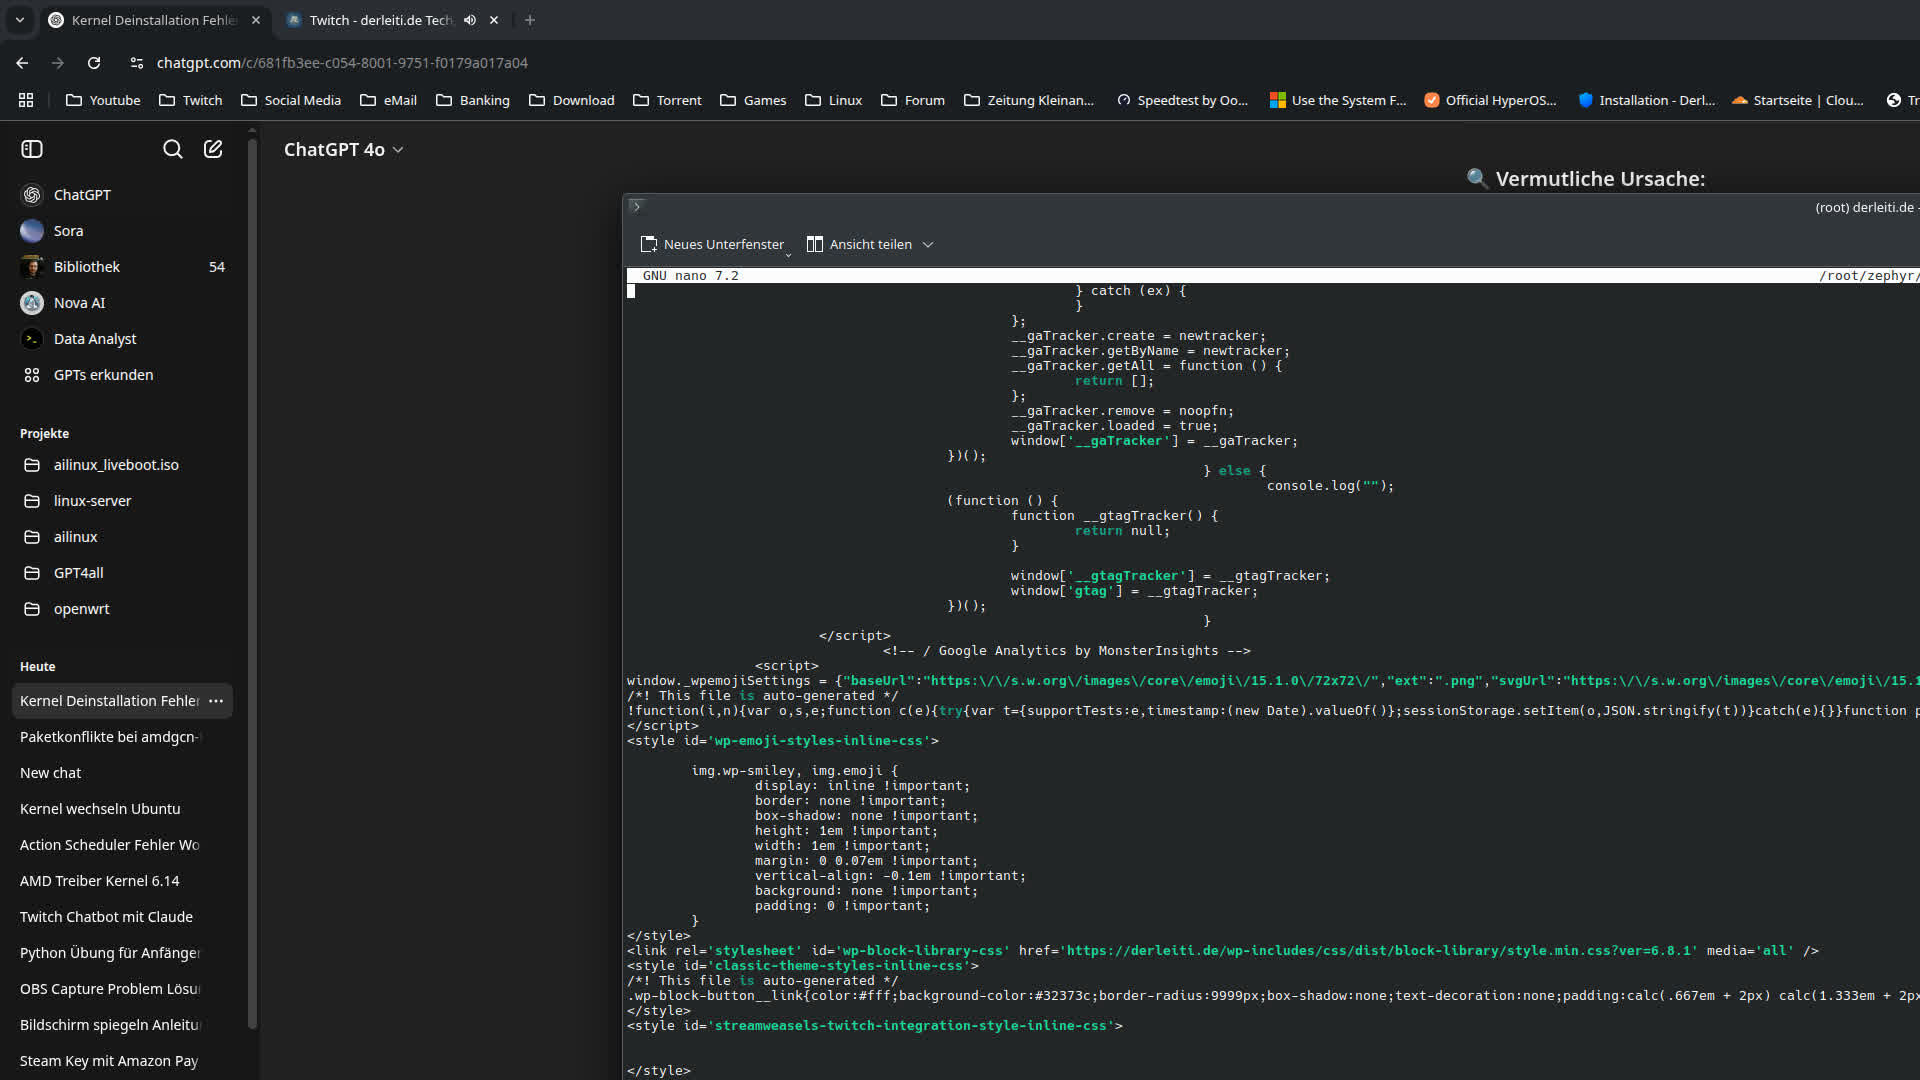 Kernel Deinstallation Fehle
Twitch - derleiti.de Tech
chatgpt.com/c/681fb3ee-c054-8001-9751-f0179a017a04
Youtube Twitch Social Media eMail Banking Download Torrent Games Linux Forum Zeitung Kleinan... Speedtest by Oo... Use the System F... Official HyperOS... Installation - Derl... Startseite | Clou... Tr
ChatGPT 4o
ChatGPT
Sora
Bibliothek 54
Nova AI
Data Analyst
GPTs erkunden
Projekte
ailinux_liveboot.iso
linux-server
ailinux
GPT4all
openwrt
Heute
Kernel Deinstallation Fehler
Paketkonflikte bei amdgcn-
New chat
Kernel wechseln Ubuntu
Action Scheduler Fehler Wo
AMD Treiber Kernel 6.14
Twitch Chatbot mit Claude
Python Übung für Anfänger
OBS Capture Problem Lösu
Bildschirm spiegeln Anleitu
Steam Key mit Amazon Pay
🔍 Vermutliche Ursache:
(root) derleiti.de -
Neues Unterfenster Ansicht teilen
GNU nano 7.2 /root/zephyr/
} catch (ex) {
}
};
__gaTracker.create = newtracker;
__gaTracker.getByName = newtracker;
__gaTracker.getAll = function () {
return [];
};
__gaTracker.remove = noopfn;
__gaTracker.loaded = true;
window['__gaTracker'] = __gaTracker;
})();
} else {
console.log("");
(function () {
function __gtagTracker() {
return null;
}
window['__gtagTracker'] = __gtagTracker;
window['gtag'] = __gtagTracker;
})();
}
</script>
<!-- / Google Analytics by MonsterInsights -->
<script>
window._wpemojiSettings = {"baseUrl":"https:\/\/s.w.org\/images\/core\/emoji\/15.1.0\/72x72\/","ext":".png","svgUrl":"https:\/\/s.w.org\/images\/core\/emoji\/15.1
/*! This file is auto-generated */
!function(i,n){var o,s,e;function c(e){try{var t={supportTests:e,timestamp:(new Date).valueOf()};sessionStorage.setItem(o,JSON.stringify(t))}catch(e){}}function p
</script>
<style id='wp-emoji-styles-inline-css'>
img.wp-smiley, img.emoji {
display: inline !important;
border: none !important;
box-shadow: none !important;
height: 1em !important;
width: 1em !important;
margin: 0 0.07em !important;
vertical-align: -0.1em !important;
background: none !important;
padding: 0 !important;
}
</style>
<link rel='stylesheet' id='wp-block-library-css' href='https://derleiti.de/wp-includes/css/dist/block-library/style.min.css?ver=6.8.1' media='all' />
<style id='classic-theme-styles-inline-css'>
/*! This file is auto-generated */
.wp-block-button__link{color:#fff;background-color:#32373c;border-radius:9999px;box-shadow:none;text-decoration:none;padding:calc(.667em + 2px) calc(1.333em + 2px
</style>
<style id='streamweasels-twitch-integration-style-inline-css'>
</style>